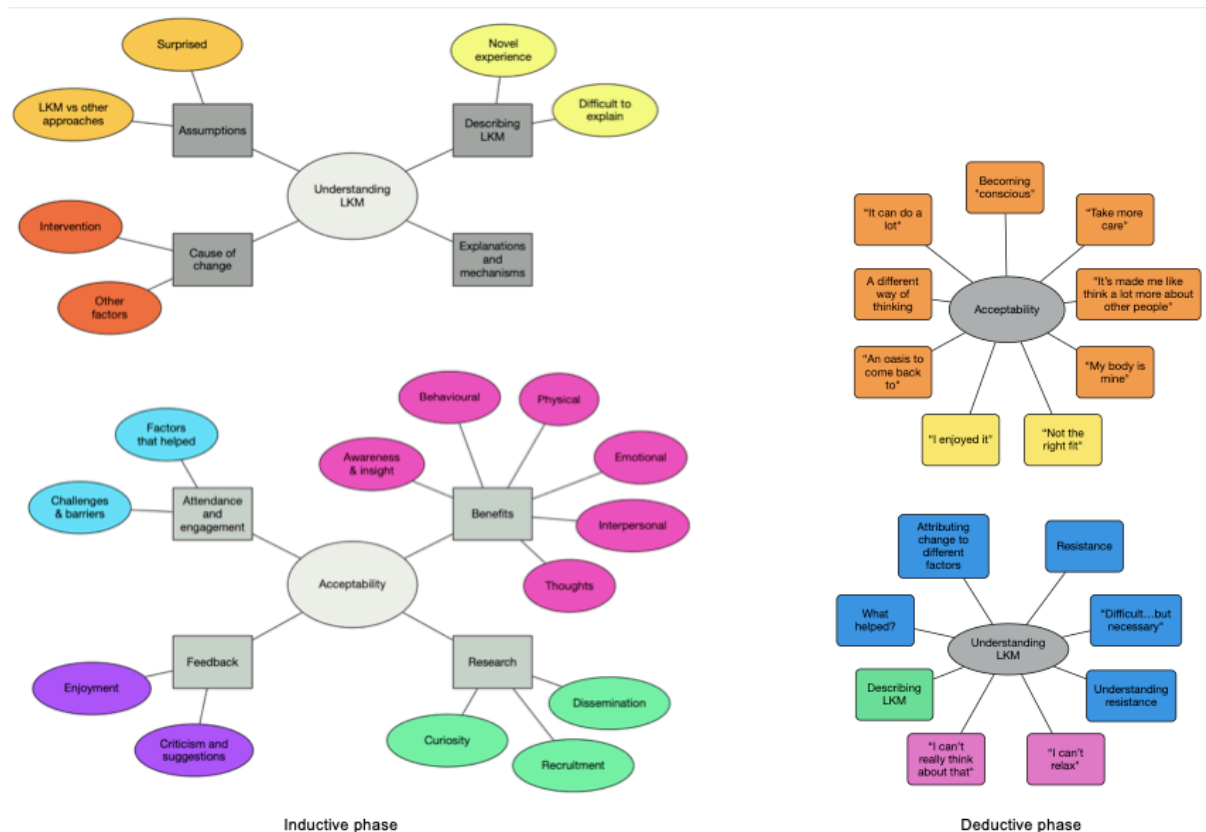 Surprised
LKM vs other
approaches
Assumptions
Novel
experience
Difficult to
explain
Describing
LKM
Understanding
LKM
Intervention
Other
factors
Cause of
change
Explanations
and
mechanisms
Factors
that helped
Challenges
& barriers
Attendance
and
engagement
Behavioural
Physical
Awareness
& insight
Emotional
Interpersonal
Thoughts
Benefits
Acceptability
Feedback
Enjoyment
Criticism and
suggestions
Research
Dissemination
Curiosity
Recruitment
Inductive phase
Becoming
"conscious"
"It can do a
lot"
"Take more
care"
A different
way of
thinking
Acceptability
"It's made me like
think a lot more about
other people"
"An oasis to
come back
to"
"My body is
mine"
"I enjoyed it"
"Not the
right fit"
Attributing
change to
different
factors
Resistance
What
helped?
"Difficult...but
necessary"
Understanding
LKM
Describing
LKM
Understanding
resistance
"I can't
really think
about that"
"I can't
relax"
Deductive phase